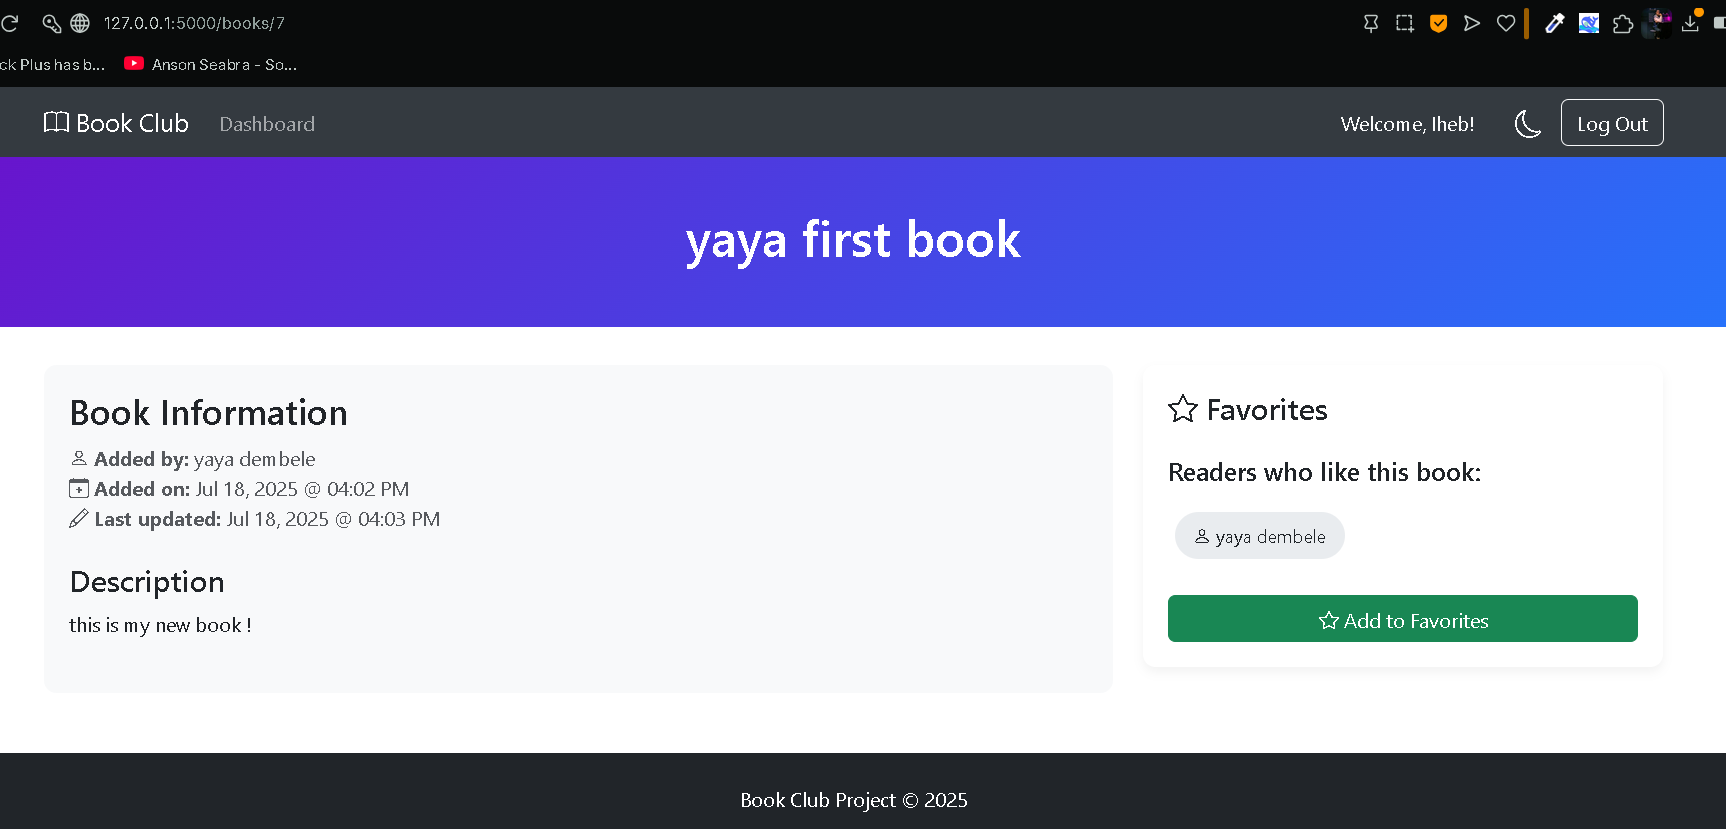 127.0.0.1:5000/books/7
ck Plus has b... Anson Seabra - So...
Book Club Dashboard Welcome, Iheb! Log Out
yaya first book
Book Information
Added by: yaya dembele
Added on: Jul 18, 2025 @ 04:02 PM
Last updated: Jul 18, 2025 @ 04:03 PM
Description
this is my new book !
Favorites
Readers who like this book:
yaya dembele
Add to Favorites
Book Club Project © 2025